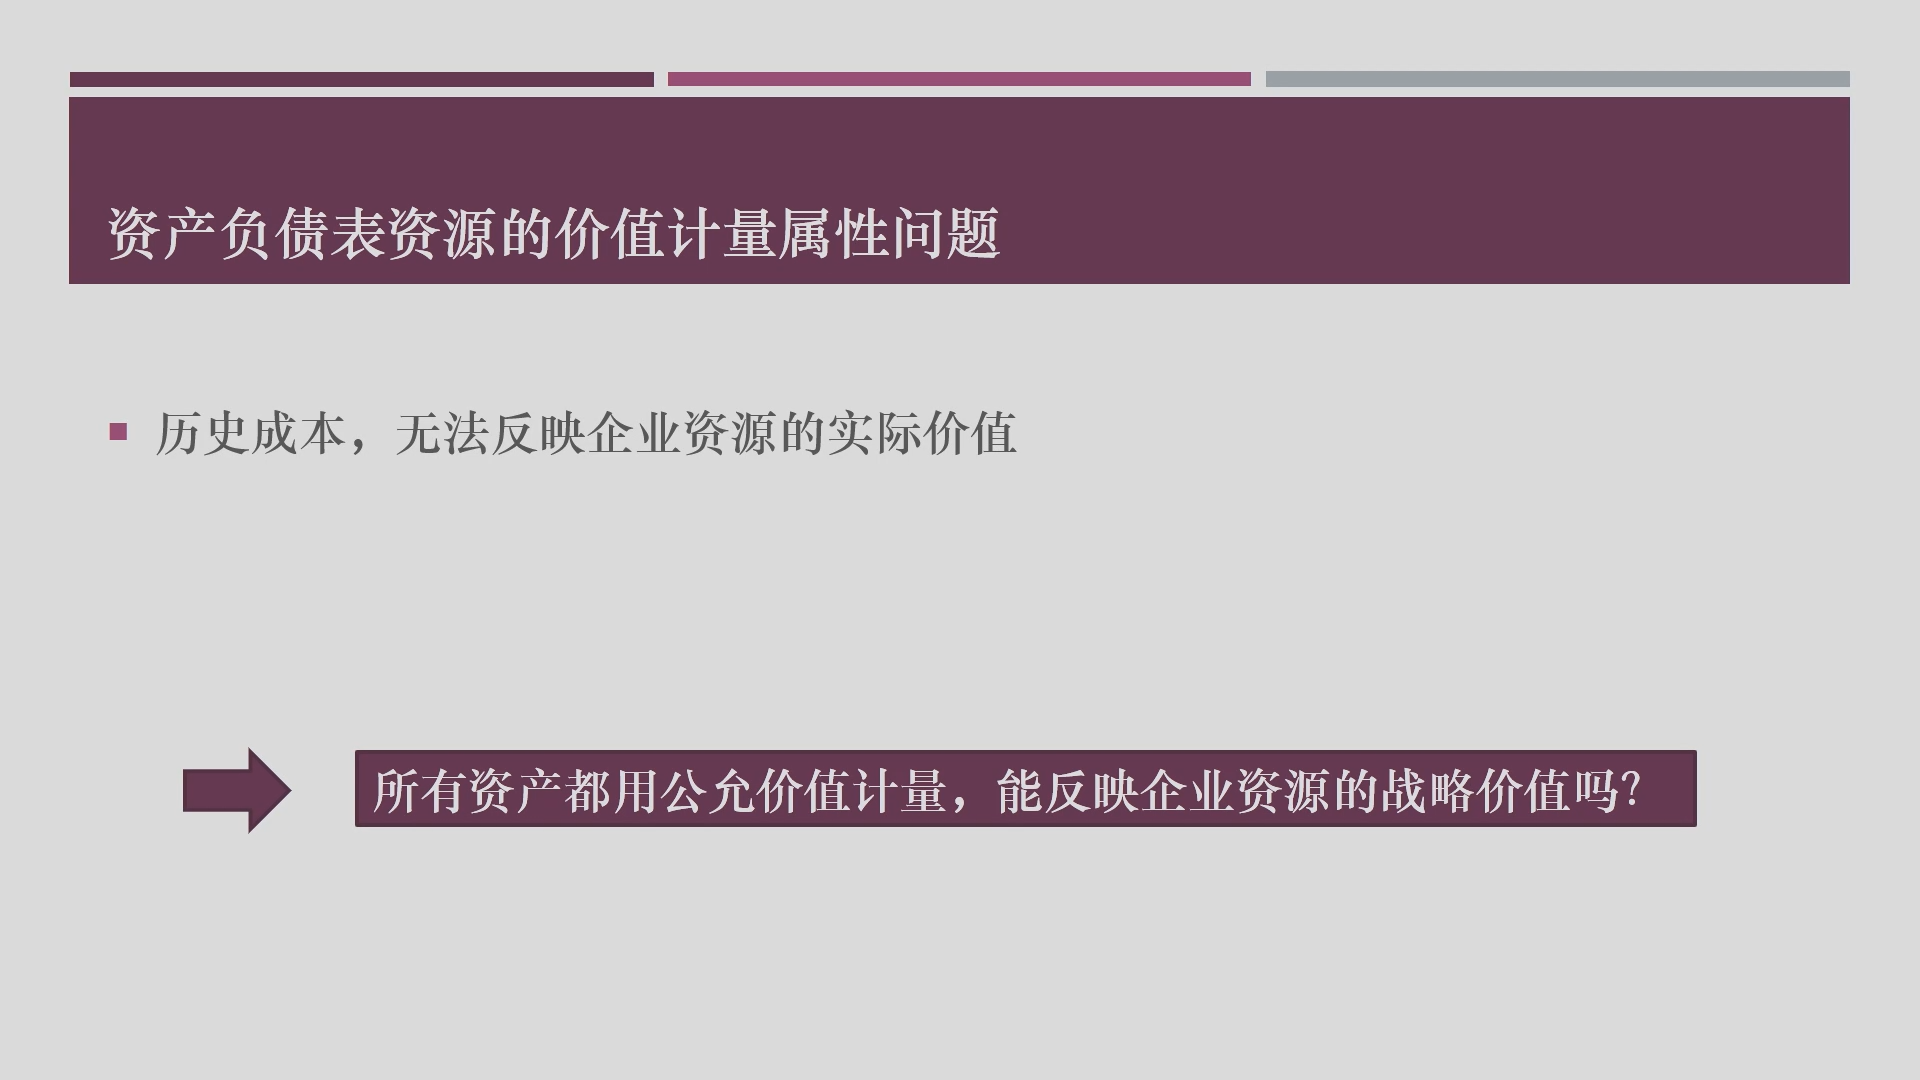 资产负债表资源的价值计量属性问题
历史成本，无法反映企业资源的实际价值
所有资产都用公允价值计量，能反映企业资源的战略价值吗？